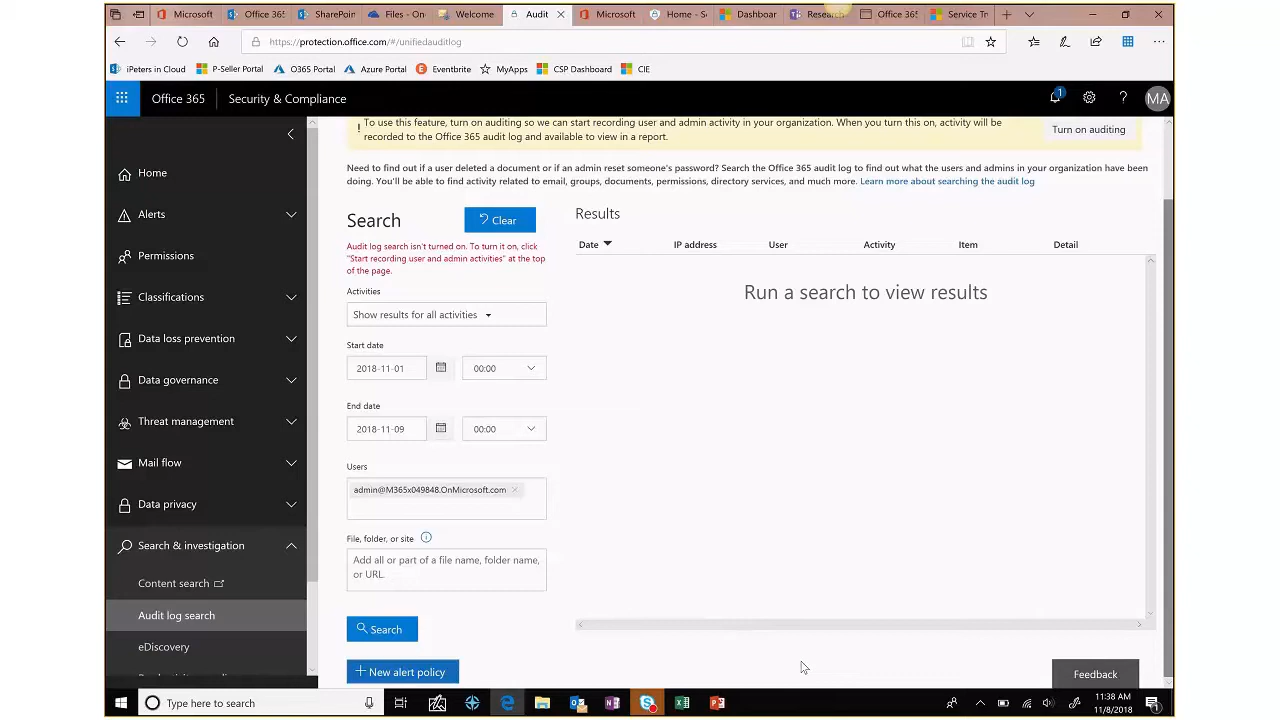 Microsoft
Office 365
SharePoin
Files - On
Welcome
Audit
Microsoft
Home - S
Dashboar
Research
Office 365
Service Tr
https://protection.office.com/#/unifiedauditlog
iPeters in Cloud
P-Seller Portal
O365 Portal
Azure Portal
Eventbrite
MyApps
CSP Dashboard
CIE
Office 365
Security & Compliance
1
?
MA
To use this feature, turn on auditing so we can start recording user and admin activity in your organization. When you turn this on, activity will be
recorded to the Office 365 audit log and available to view in a report.
Turn on auditing
Need to find out if a user deleted a document or if an admin reset someone's password? Search the Office 365 audit log to find out what the users and admins in your organization have been
doing. You'll be able to find activity related to email, groups, documents, permissions, directory services, and much more. Learn more about searching the audit log
Home
Alerts
Permissions
Classifications
Data loss prevention
Data governance
Threat management
Mail flow
Data privacy
Search & investigation
Content search
Audit log search
eDiscovery
Search
Clear
Audit log search isn't turned on. To turn it on, click
"Start recording user and admin activities" at the top
of the page.
Activities
Show results for all activities
Start date
2018-11-01
00:00
End date
2018-11-09
00:00
Users
admin@M365x049848.OnMicrosoft.com
File, folder, or site
Add all or part of a file name, folder name,
or URL.
Search
New alert policy
Results
Date
IP address
User
Activity
Item
Detail
Run a search to view results
Feedback
Type here to search
11:38 AM
11/8/2018